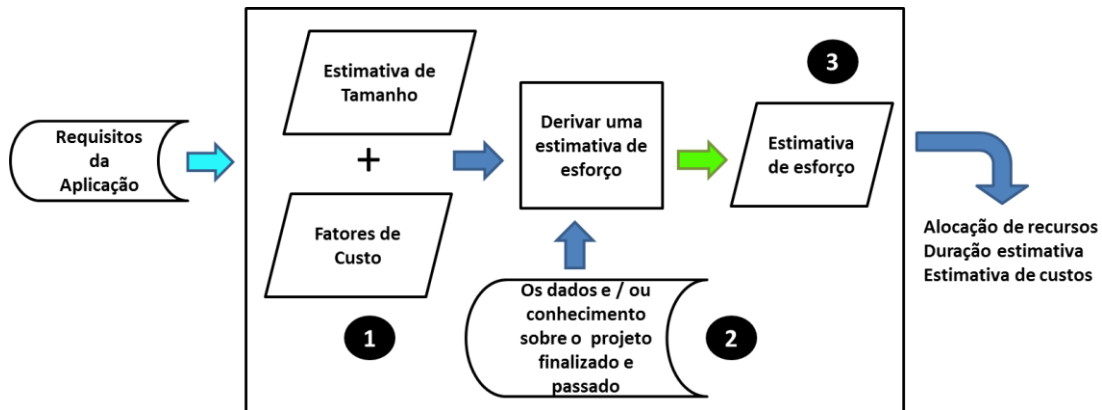 Requisitos
da
Aplicação
Estimativa de
Tamanho
+
Fatores de
Custo
1
Derivar uma
estimativa de
esforço
Os dados e / ou
conhecimento
sobre o projeto
finalizado e
passado
2
3
Estimativa
de esforço
Alocação de recursos
Duração estimativa
Estimativa de custos